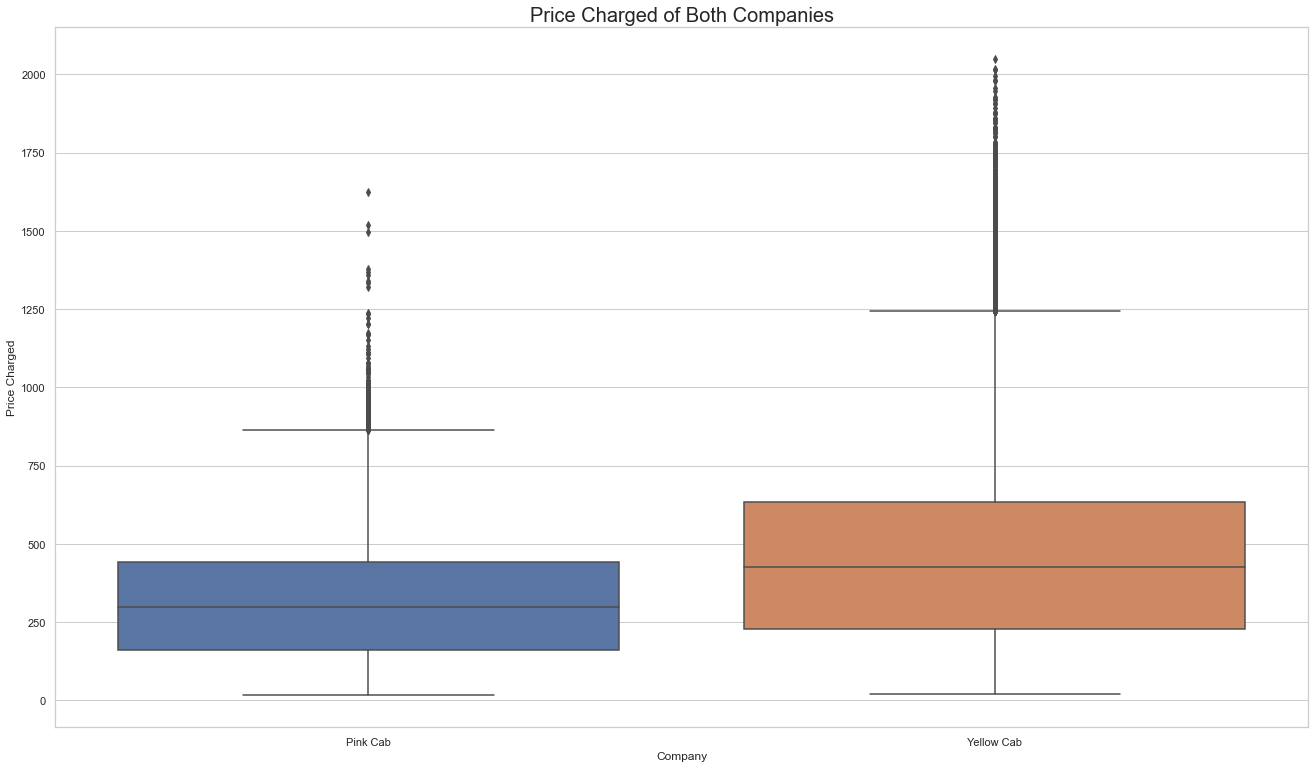 Price Charged of Both Companies
2000
1750
1500
1250
1000
750
500
250
0
Price Charged
Pink Cab
Yellow Cab
Company